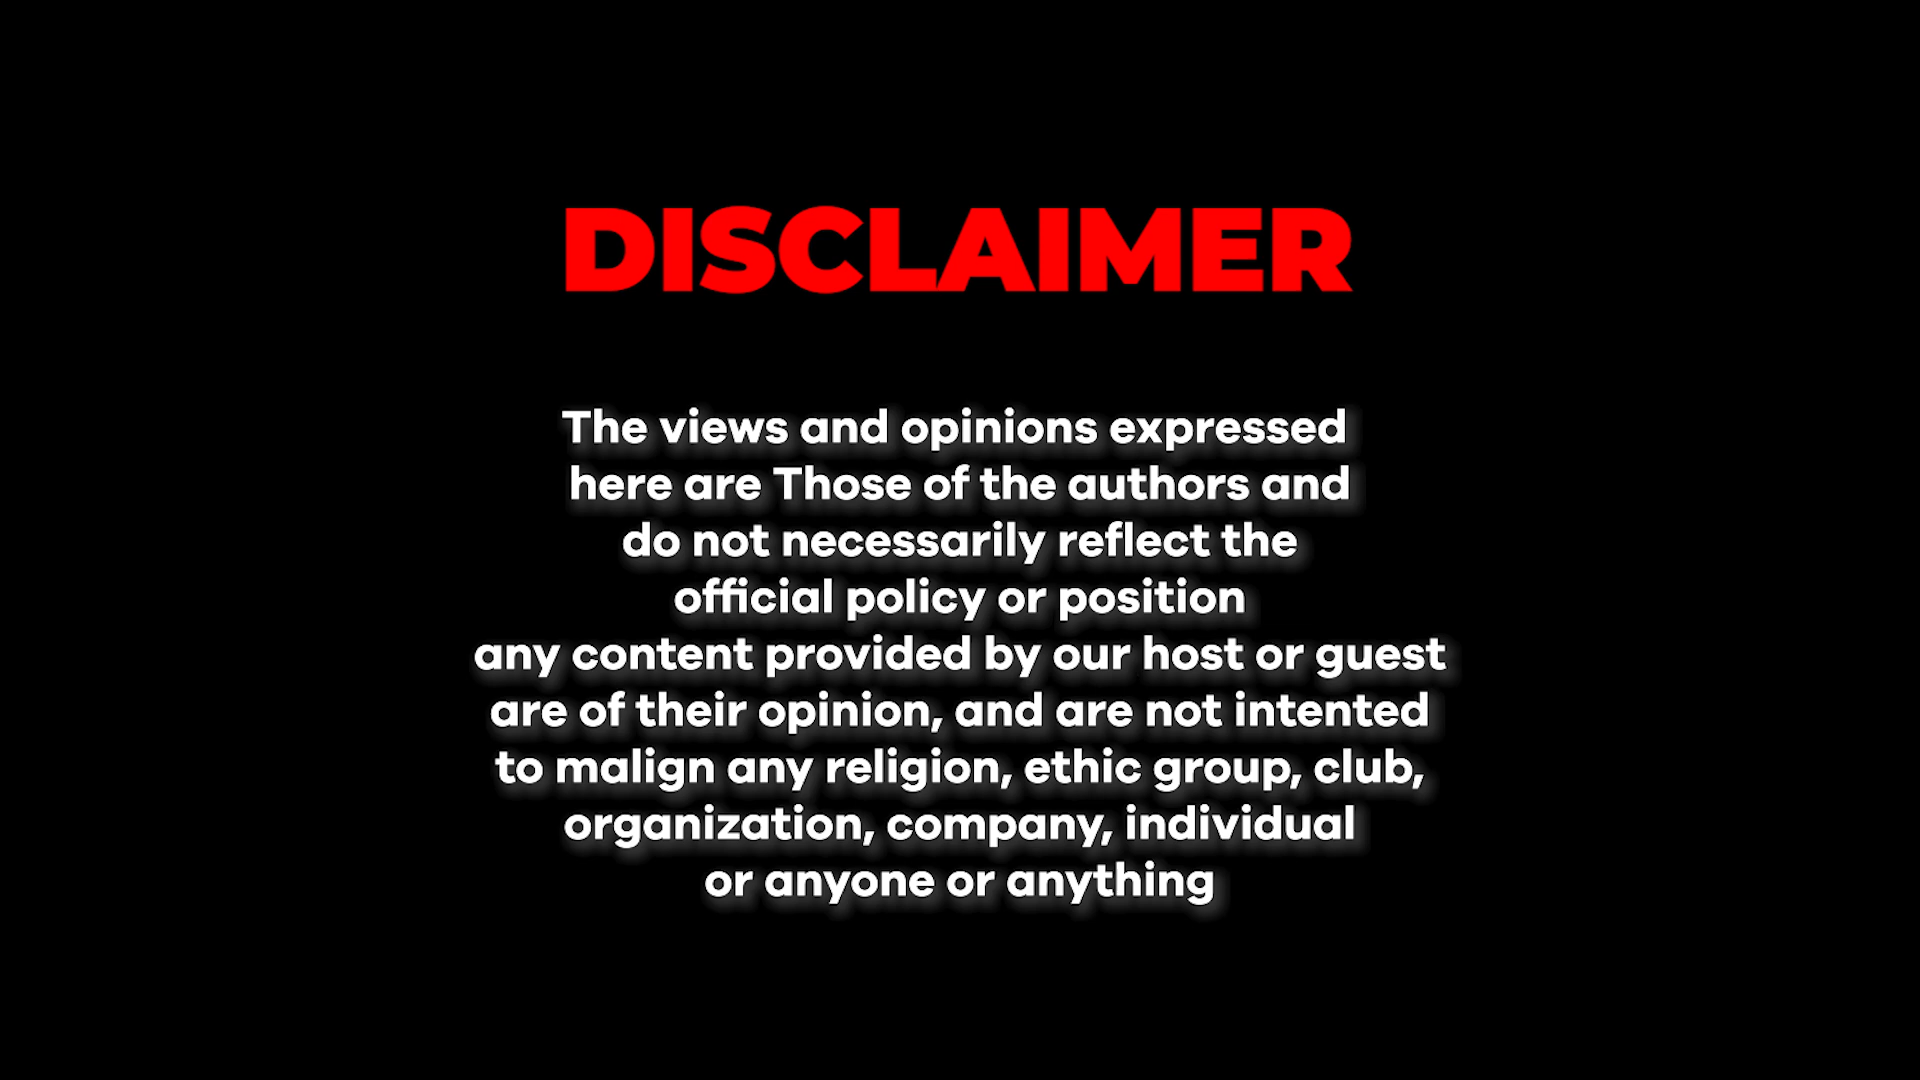 DISCLAIMER
The views and opinions expressed
here are Those of the authors and
do not necessarily reflect the
official policy or position
any content provided by our host or guest
are of their opinion, and are not intented
to malign any religion, ethic group, club,
organization, company, individual
or anyone or anything